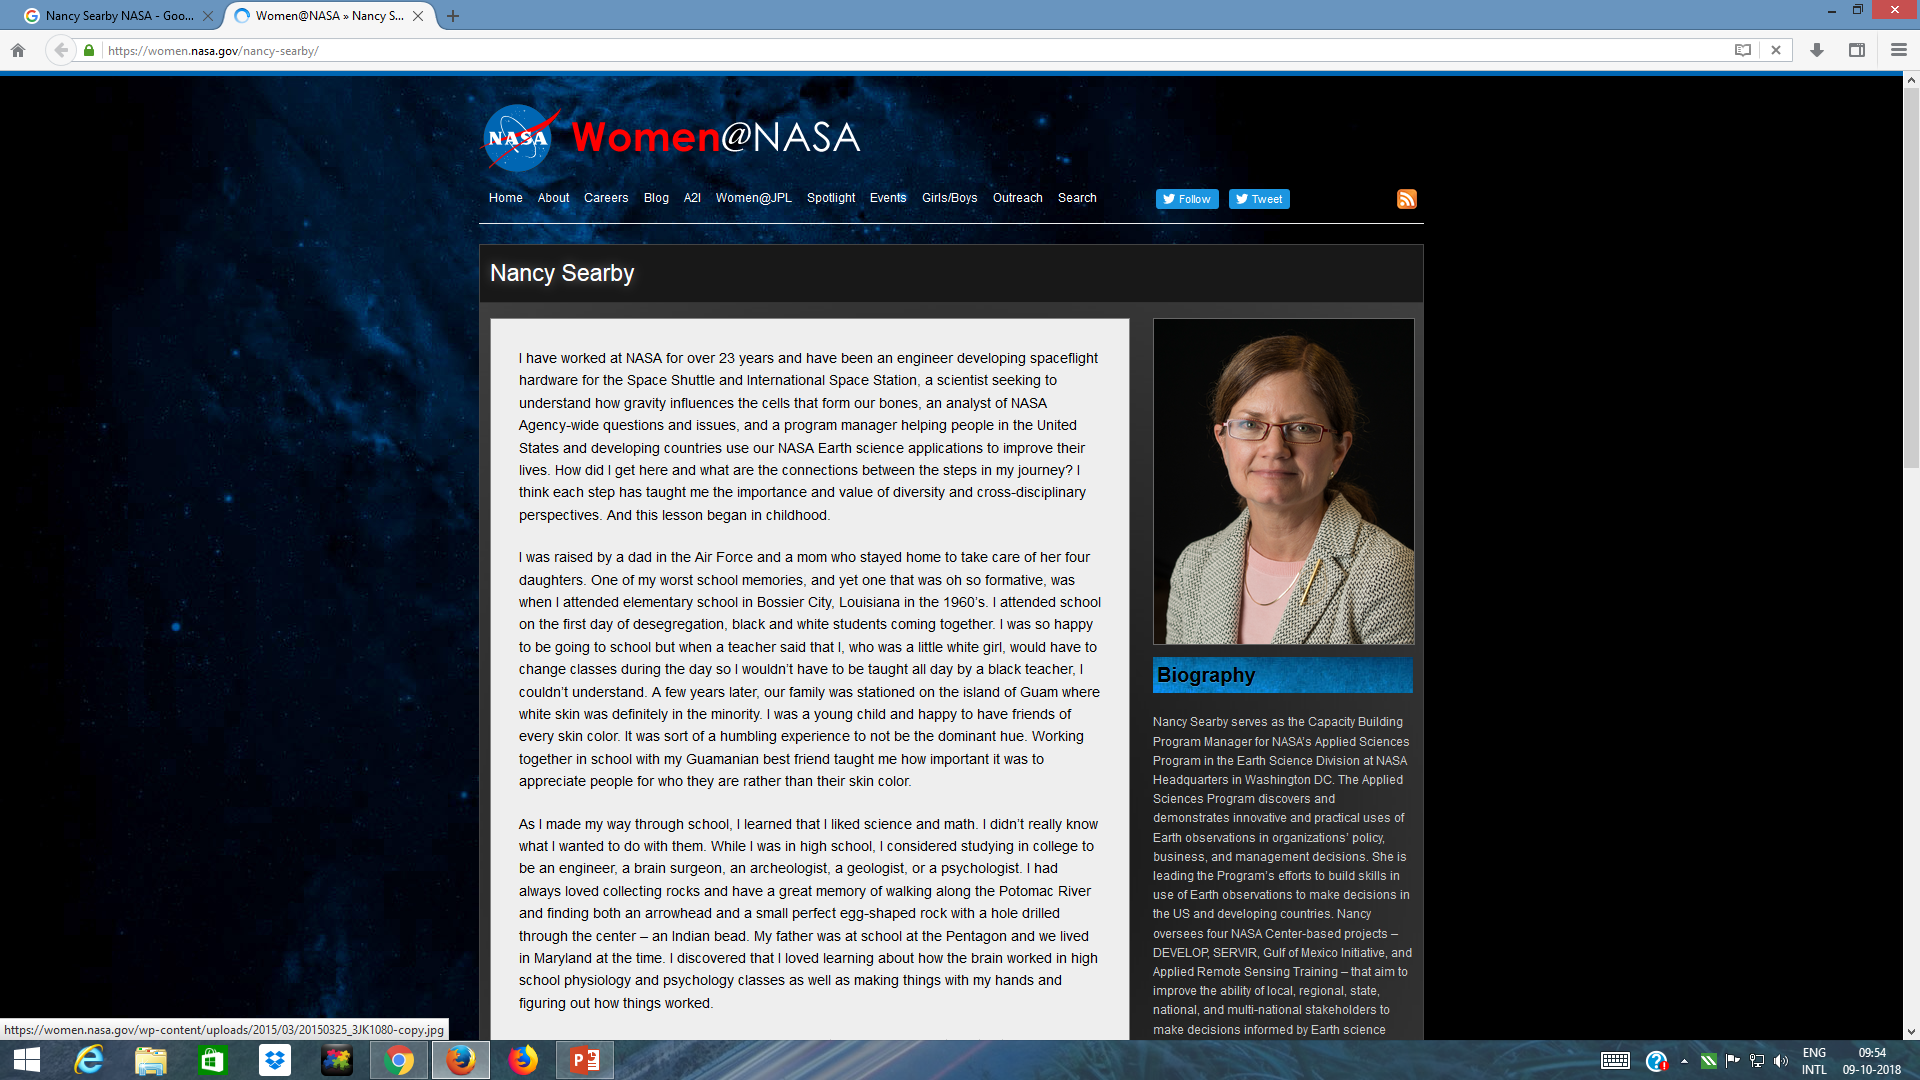 Nancy Searby NASA - Goo...
Women@NASA » Nancy S...
https://women.nasa.gov/nancy-searby/
NASA
Women@NASA
Home About Careers Blog A2I Women@JPL Spotlight Events Girls/Boys Outreach Search
Follow
Tweet
Nancy Searby
I have worked at NASA for over 23 years and have been an engineer developing spaceflight
hardware for the Space Shuttle and International Space Station, a scientist seeking to
understand how gravity influences the cells that form our bones, an analyst of NASA
Agency-wide questions and issues, and a program manager helping people in the United
States and developing countries use our NASA Earth science applications to improve their
lives. How did I get here and what are the connections between the steps in my journey? I
think each step has taught me the importance and value of diversity and cross-disciplinary
perspectives. And this lesson began in childhood.
I was raised by a dad in the Air Force and a mom who stayed home to take care of her four
daughters. One of my worst school memories, and yet one that was oh so formative, was
when I attended elementary school in Bossier City, Louisiana in the 1960's. I attended school
on the first day of desegregation, black and white students coming together. I was so happy
to be going to school but when a teacher said that I, who was a little white girl, would have to
change classes during the day so I wouldn't have to be taught all day by a black teacher, I
couldn't understand. A few years later, our family was stationed on the island of Guam where
white skin was definitely in the minority. I was a young child and happy to have friends of
every skin color. It was sort of a humbling experience to not be the dominant hue. Working
together in school with my Guamanian best friend taught me how important it was to
appreciate people for who they are rather than their skin color.
As I made my way through school, I learned that I liked science and math. I didn't really know
what I wanted to do with them. While I was in high school, I considered studying in college to
be an engineer, a brain surgeon, an archeologist, a geologist, or a psychologist. I had
always loved collecting rocks and have a great memory of walking along the Potomac River
and finding both an arrowhead and a small perfect egg-shaped rock with a hole drilled
through the center – an Indian bead. My father was at school at the Pentagon and we lived
in Maryland at the time. I discovered that I loved learning about how the brain worked in high
school physiology and psychology classes as well as making things with my hands and
figuring out how things worked.
Biography
Nancy Searby serves as the Capacity Building
Program Manager for NASA's Applied Sciences
Program in the Earth Science Division at NASA
Headquarters in Washington DC. The Applied
Sciences Program discovers and
demonstrates innovative and practical uses of
Earth observations in organizations' policy,
business, and management decisions. She is
leading the Program's efforts to build skills in
use of Earth observations to make decisions in
the US and developing countries. Nancy
oversees four NASA Center-based projects –
DEVELOP, SERVIR, Gulf of Mexico Initiative, and
Applied Remote Sensing Training – that aim to
improve the ability of local, regional, state,
national, and multi-national stakeholders to
make decisions informed by Earth science
https://women.nasa.gov/wp-content/uploads/2015/03/20150325_3JK1080-copy.jpg
ENG
INTL
09:54
09-10-2018